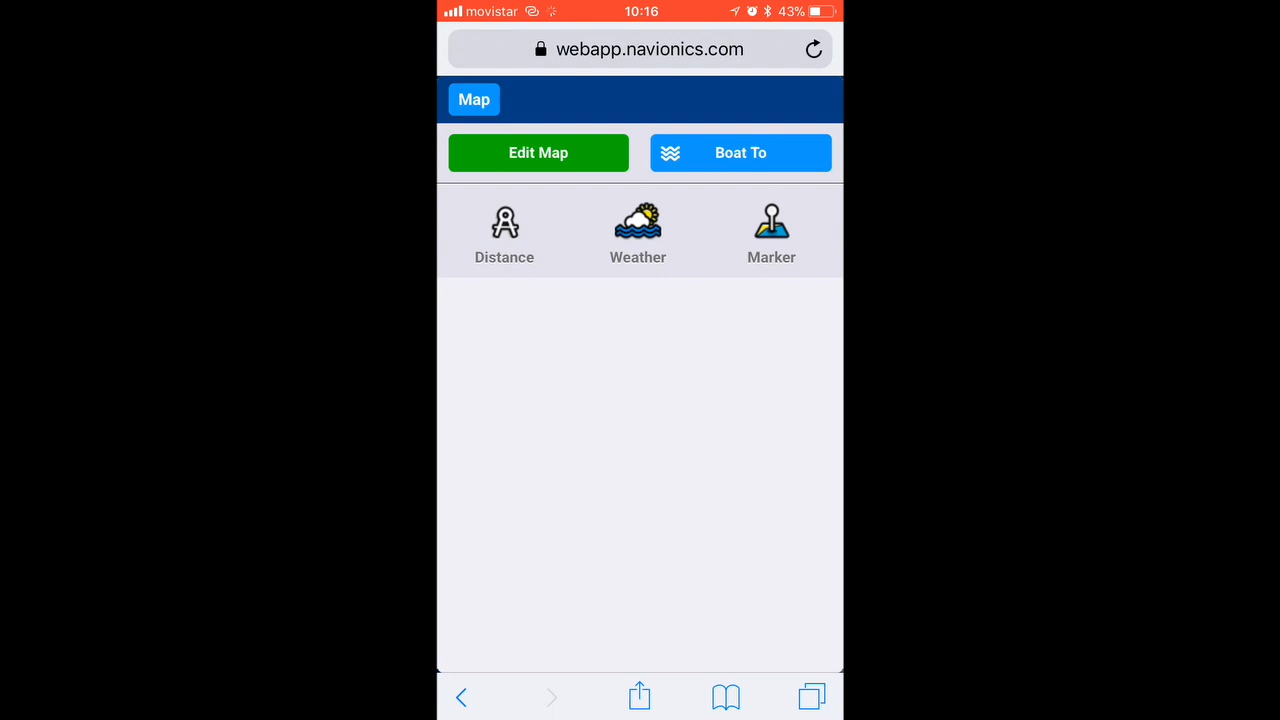 movistar 10:16 43%
webapp.navionics.com
Map
Edit Map Boat To
Distance Weather Marker